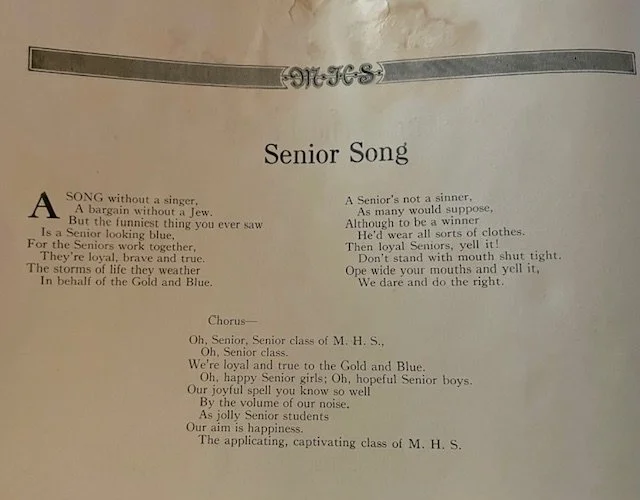 M·H·S
Senior Song
A SONG without a singer,
A bargain without a Jew.
But the funniest thing you ever saw
Is a Senior looking blue,
For the Seniors work together,
They're loyal, brave and true.
The storms of life they weather
In behalf of the Gold and Blue.
A Senior's not a sinner,
As many would suppose,
Although to be a winner
He'd wear all sorts of clothes.
Then loyal Seniors, yell it!
Don't stand with mouth shut tight.
Ope wide your mouths and yell it,
We dare and do the right.
Chorus—
Oh, Senior, Senior class of M. H. S.,
Oh, Senior class.
We're loyal and true to the Gold and Blue.
Oh, happy Senior girls; Oh, hopeful Senior boys.
Our joyful spell you know so well
By the volume of our noise.
As jolly Senior students
Our aim is happiness.
The applicating, captivating class of M. H. S.